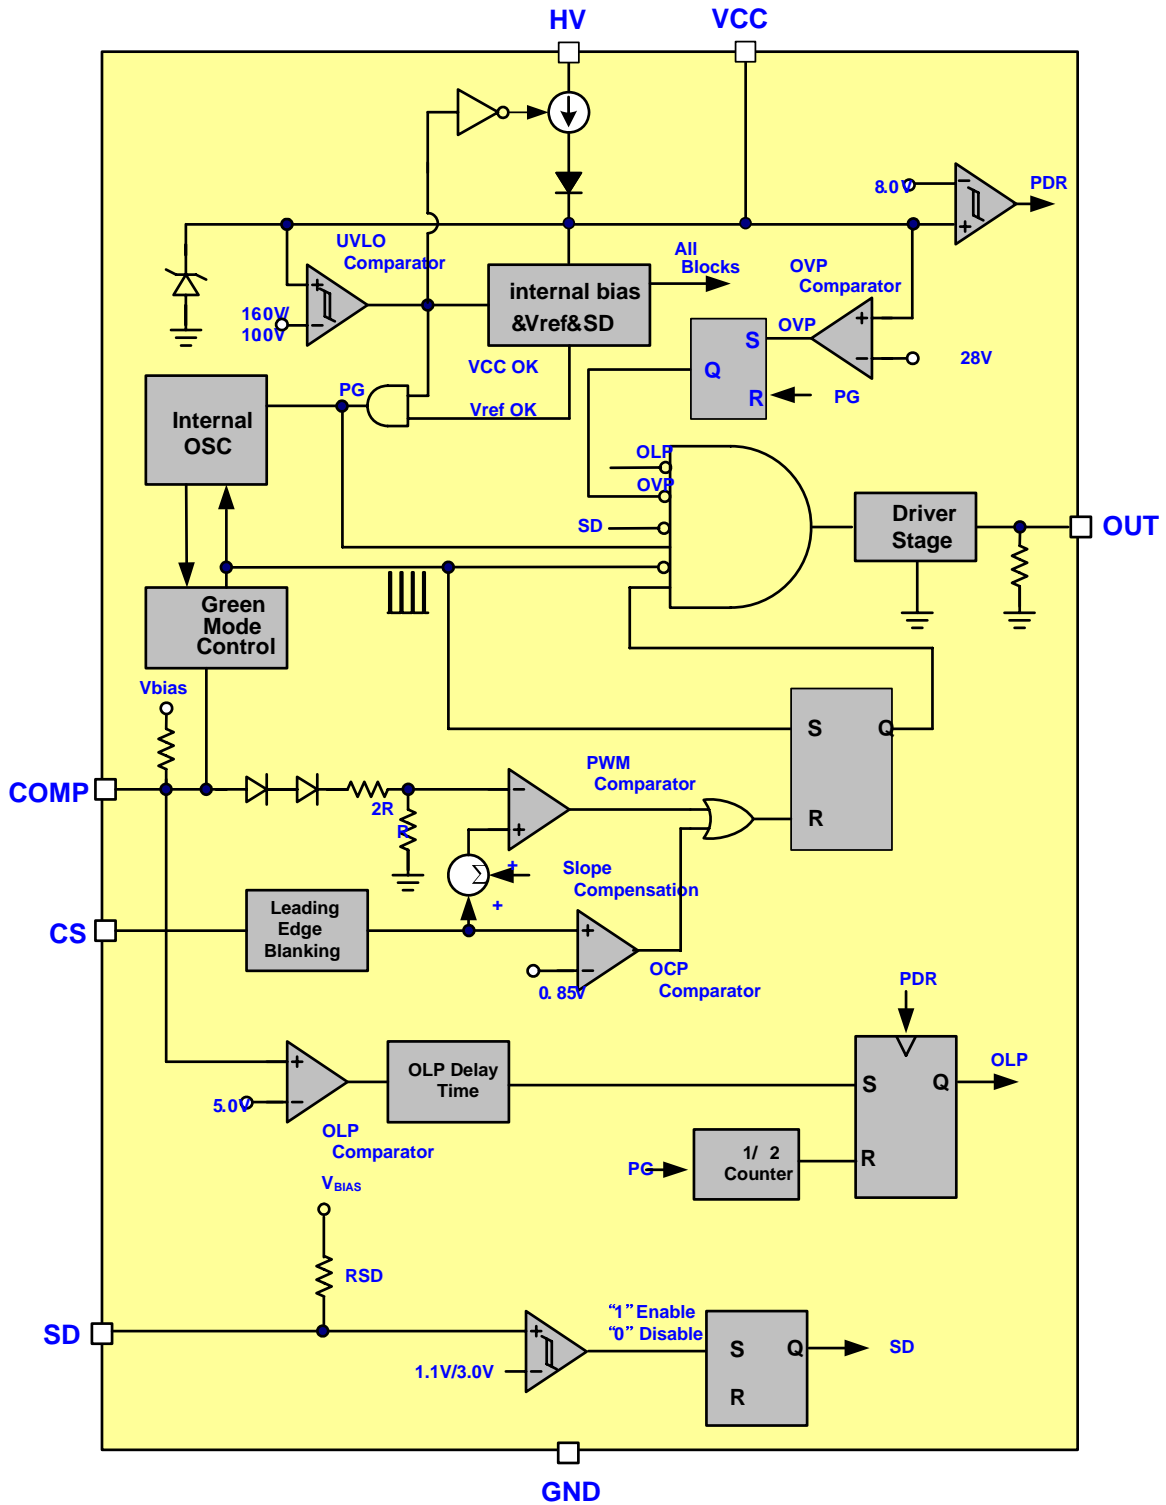 HV
VCC
8.0V
PDR
UVLO
Comparator
All
Blocks
OVP
Comparator
internal bias
&Vref&SD
160V/
100V
S
OVP
28V
Q
R
PG
VCC OK
PG
Vref OK
Internal
OSC
OLP
OVP
SD
Driver
Stage
OUT
Green
Mode
Control
Vbias
S
Q
R
COMP
2R
R
PWM
Comparator
+
Slope
Compensation
+
Σ
CS
Leading
Edge
Blanking
0.85V
OCP
Comparator
PDR
OLP Delay
Time
S
Q
OLP
5.0V
OLP
Comparator
PG
1/ 2
Counter
R
VBIAS
RSD
SD
"1" Enable
"0" Disable
1.1V/3.0V
S
Q
SD
R
GND